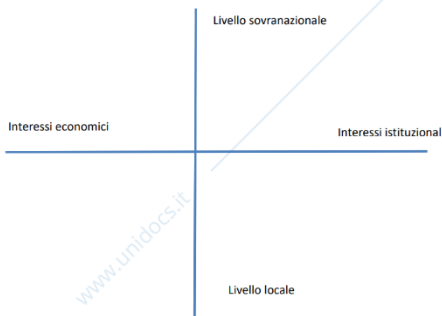 Livello sovranazionale
Interessi economici
Interessi istituzional
www.unidocs.it
Livello locale